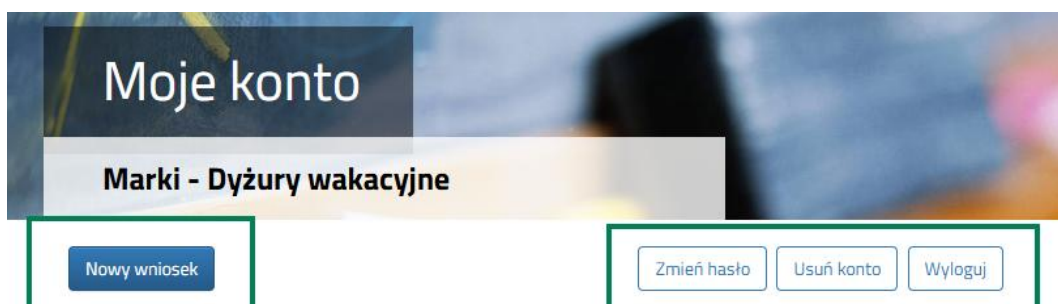 Moje konto
Marki - Dyżury wakacyjne
Nowy wniosek Zmień hasło Usuń konto Wyloguj